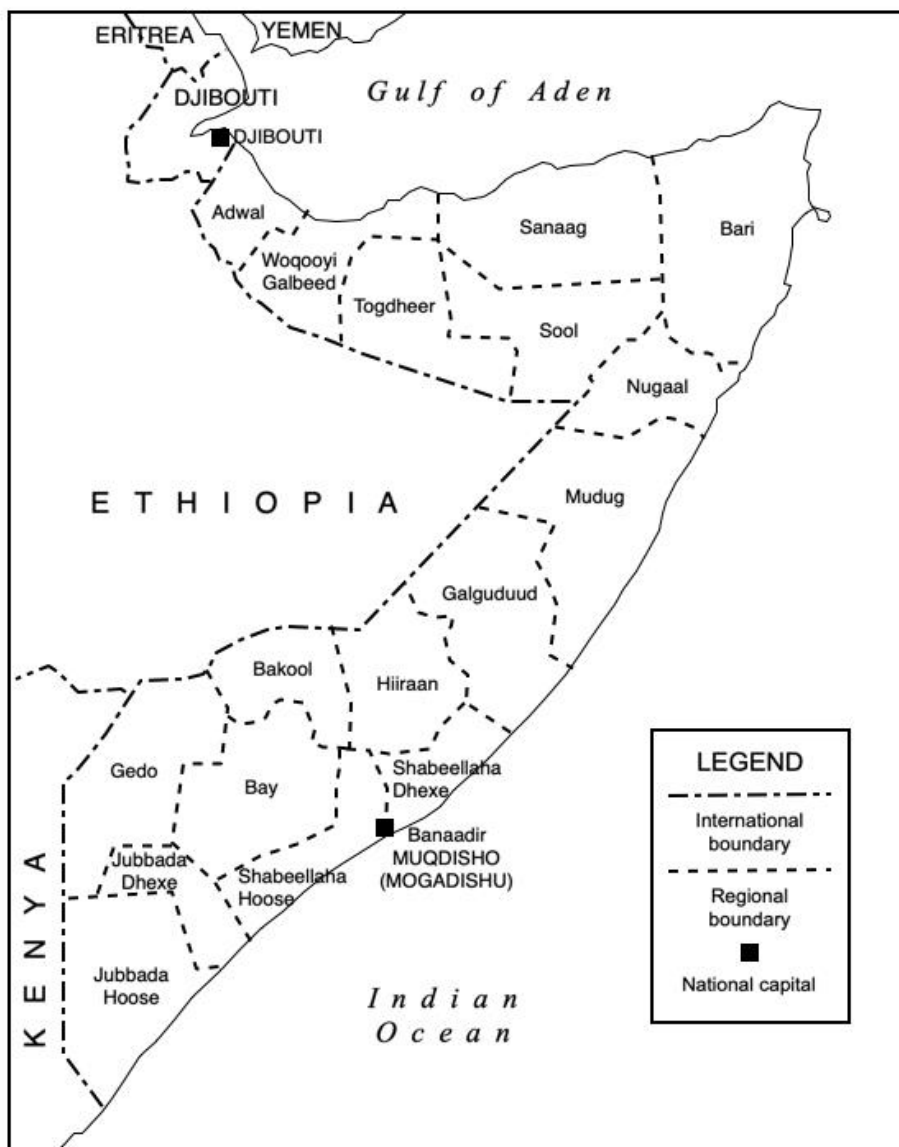 ERITREA
YEMEN
Gulf of Aden
DJIBOUTI
DJIBOUTI
Adwal
Sanaag
Bari
Woqooyi
Galbeed
Togdheer
Sool
Nugaal
ETHIOPIA
Mudug
Galguduud
Bakool
Hiiraan
Gedo
Bay
Shabeellaha
Dhexe
Banaadir
MUQDISHO
(MOGADISHU)
Jubbada
Dhexe
Shabeellaha
Hoose
KENYA
Jubbada
Hoose
Indian
Ocean
LEGEND
International
boundary
Regional
boundary
National capital